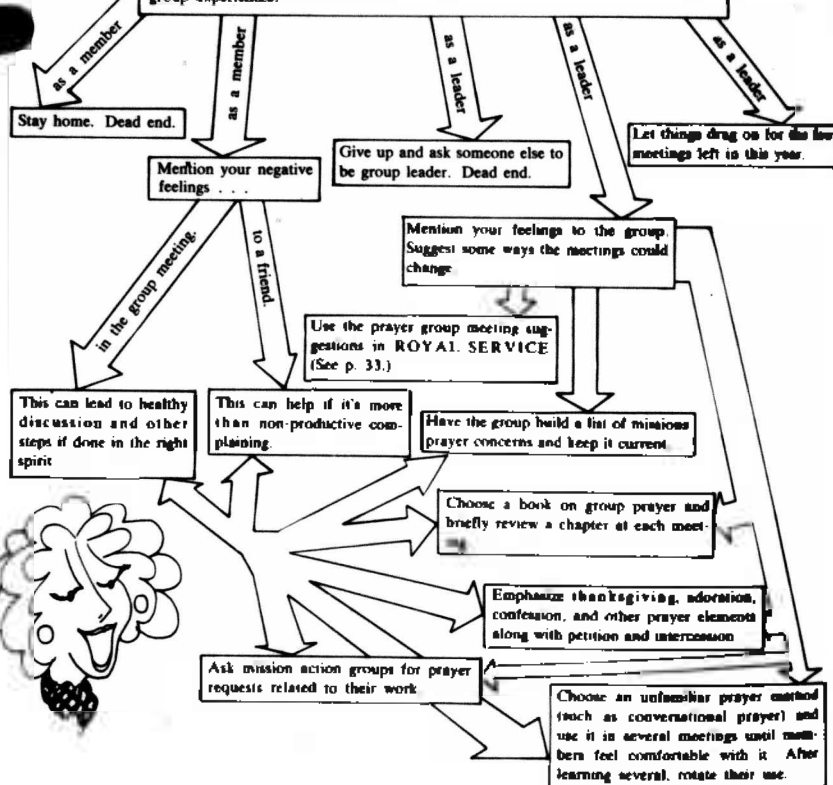 group experience.
as a member
as a member
as a leader
as a leader
as a leader
Stay home. Dead end.
Mention your negative
feelings . . .
Give up and ask someone else to
be group leader. Dead end.
Let things drag on for the few
meetings left in this year.
Mention your feelings to the group.
Suggest some ways the meetings could
change
in the group meeting.
to a friend.
Use the prayer group meeting sug-
gestions in ROYAL SERVICE
(See p. 33.)
This can lead to healthy
discussion and other
steps if done in the right
spirit
This can help if it's more
than non-productive com-
plaining.
Have the group build a list of missions
prayer concerns and keep it current
Choose a book on group prayer and
briefly review a chapter at each meet-
Emphasize thanksgiving, adoration,
confession, and other prayer elements
along with petition and intercession
Ask mission action groups for prayer
requests related to their work
Choose an unfamiliar prayer method
(such as conversational prayer) and
use it in several meetings until mem-
bers feel comfortable with it. After
learning several, rotate their use.